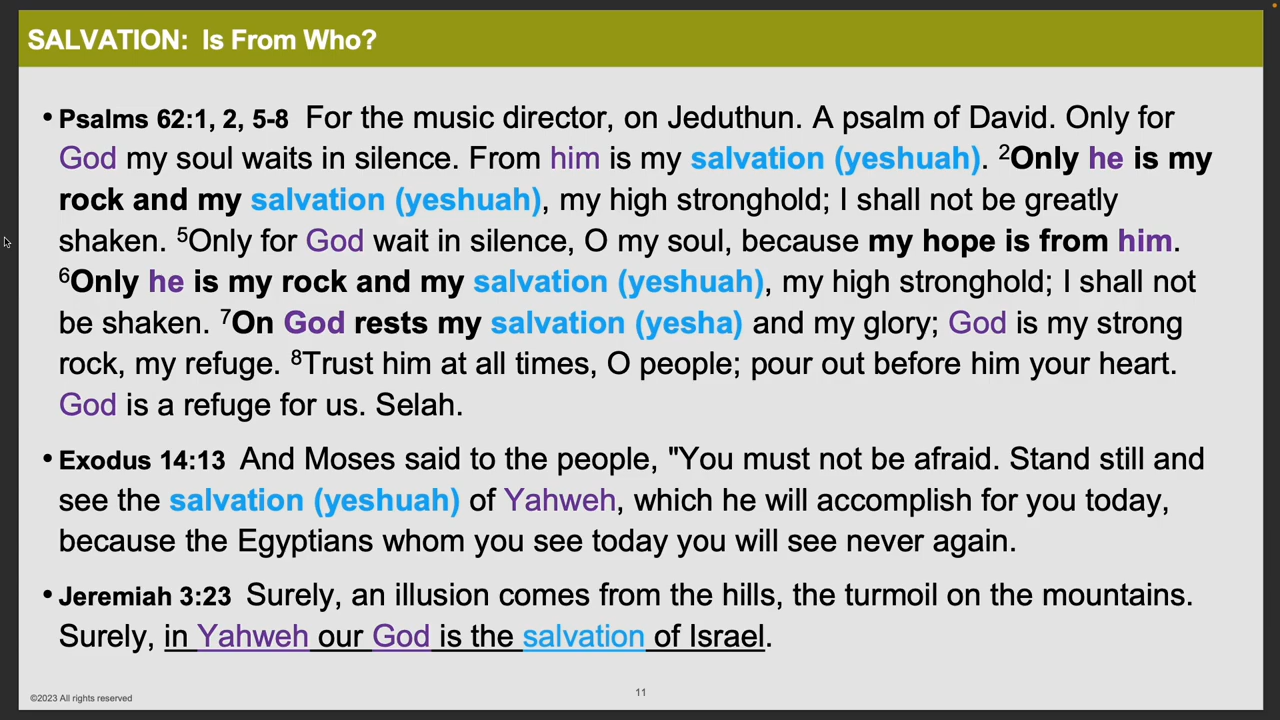 SALVATION:  Is From Who?
• Psalms 62:1, 2, 5-8  For the music director, on Jeduthun. A psalm of David. Only for
God my soul waits in silence. From him is my salvation (yeshuah). ²Only he is my
rock and my salvation (yeshuah), my high stronghold; I shall not be greatly
shaken. ⁵Only for God wait in silence, O my soul, because my hope is from him.
⁶Only he is my rock and my salvation (yeshuah), my high stronghold; I shall not
be shaken. ⁷On God rests my salvation (yesha) and my glory; God is my strong
rock, my refuge. ⁸Trust him at all times, O people; pour out before him your heart.
God is a refuge for us. Selah.
• Exodus 14:13  And Moses said to the people, "You must not be afraid. Stand still and
see the salvation (yeshuah) of Yahweh, which he will accomplish for you today,
because the Egyptians whom you see today you will see never again.
• Jeremiah 3:23  Surely, an illusion comes from the hills, the turmoil on the mountains.
Surely, in Yahweh our God is the salvation of Israel.
©2023 All rights reserved
11